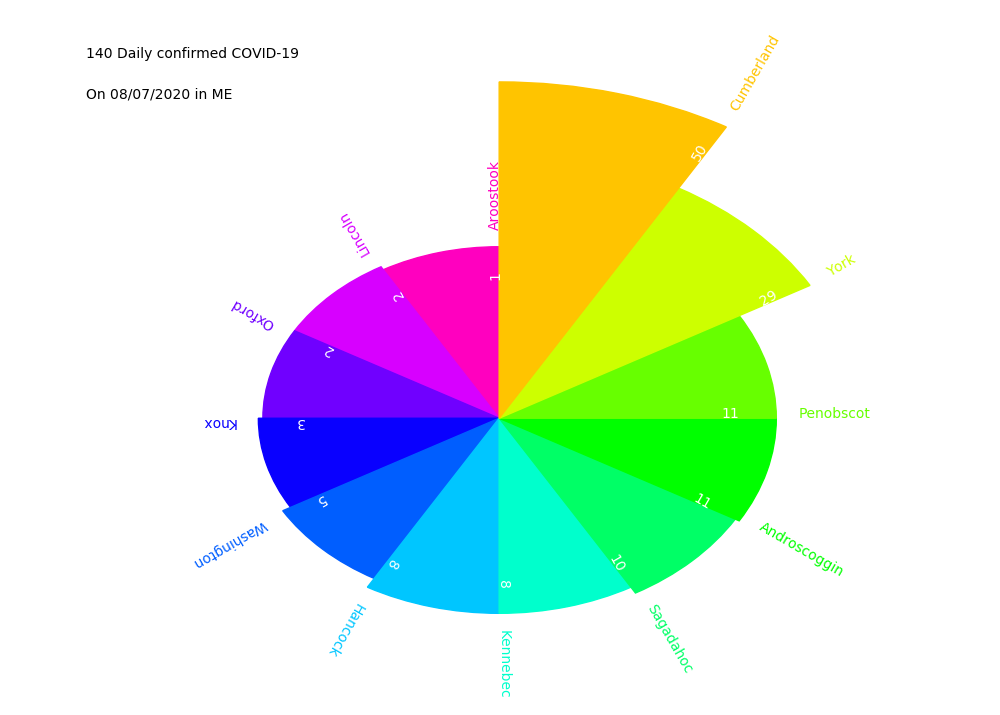 140 Daily confirmed COVID-19
On 08/07/2020 in ME
Cumberland
50
York
29
Penobscot
11
Androscoggin
11
Sagadahoc
10
Kennebec
8
Hancock
8
Washington
5
Knox
3
Oxford
2
Lincoln
2
Aroostook
1